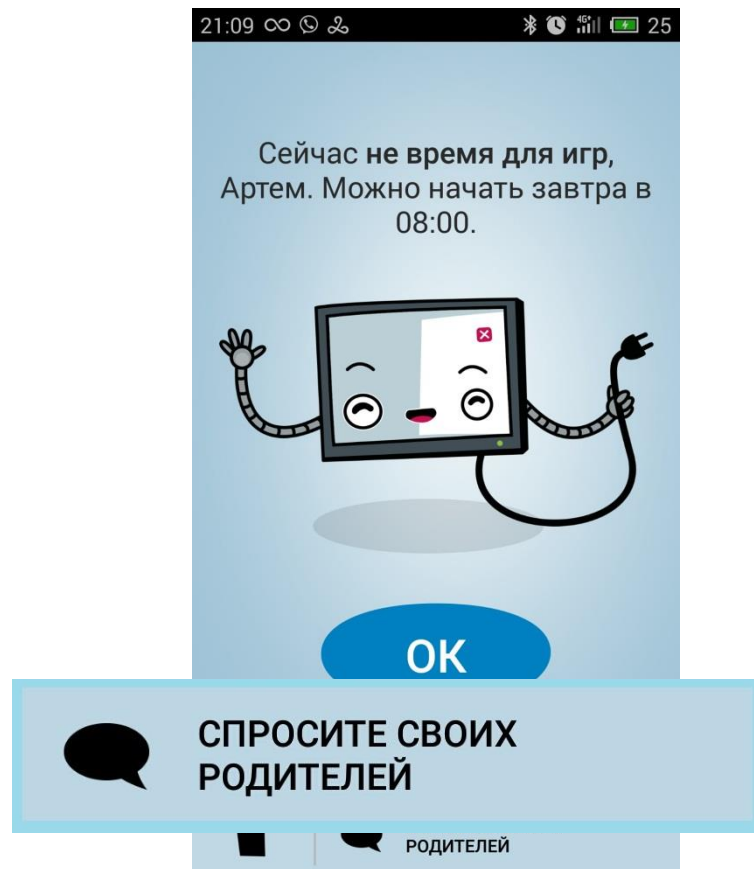 21:09 25
4G+
Сейчас не время для игр,
Артем. Можно начать завтра в
08:00.
OK
СПРОСИТЕ СВОИХ
РОДИТЕЛЕЙ
РОДИТЕЛЕЙ